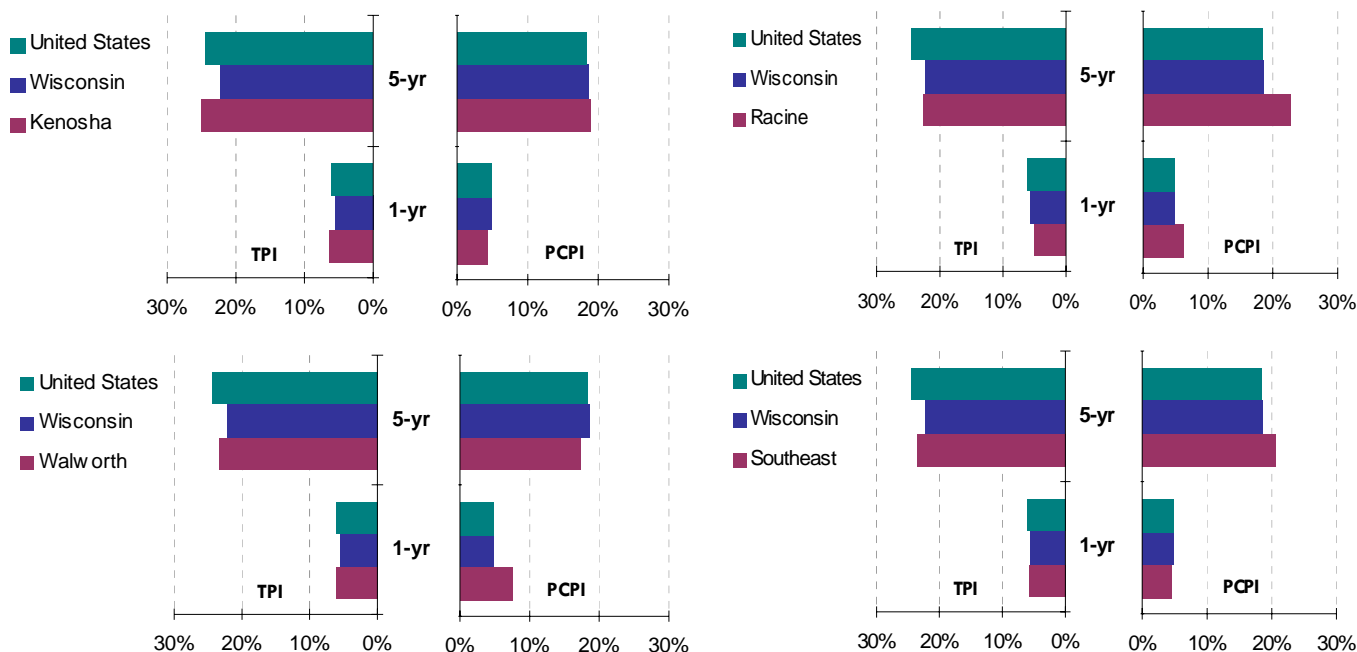 United States
Wisconsin
Kenosha
5-yr
1-yr
TPI
PCPI
30% 20% 10% 0% 0% 10% 20% 30%
United States
Wisconsin
Racine
5-yr
1-yr
TPI
PCPI
30% 20% 10% 0% 0% 10% 20% 30%
United States
Wisconsin
Walworth
5-yr
1-yr
TPI
PCPI
30% 20% 10% 0% 0% 10% 20% 30%
United States
Wisconsin
Southeast
5-yr
1-yr
TPI
PCPI
30% 20% 10% 0% 0% 10% 20% 30%